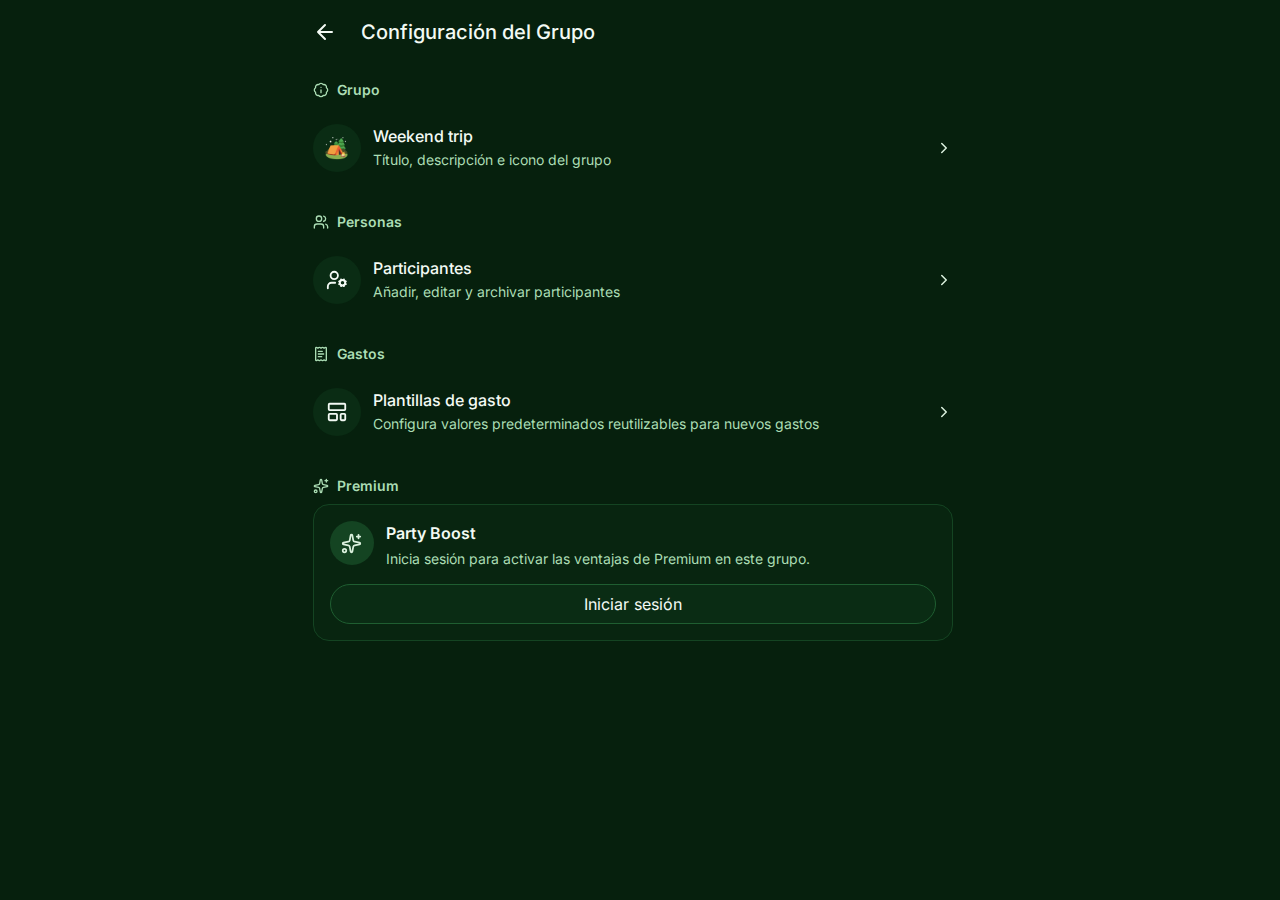 Configuración del Grupo
Grupo
Weekend trip
Título, descripción e icono del grupo
Personas
Participantes
Añadir, editar y archivar participantes
Gastos
Plantillas de gasto
Configura valores predeterminados reutilizables para nuevos gastos
Premium
Party Boost
Inicia sesión para activar las ventajas de Premium en este grupo.
Iniciar sesión